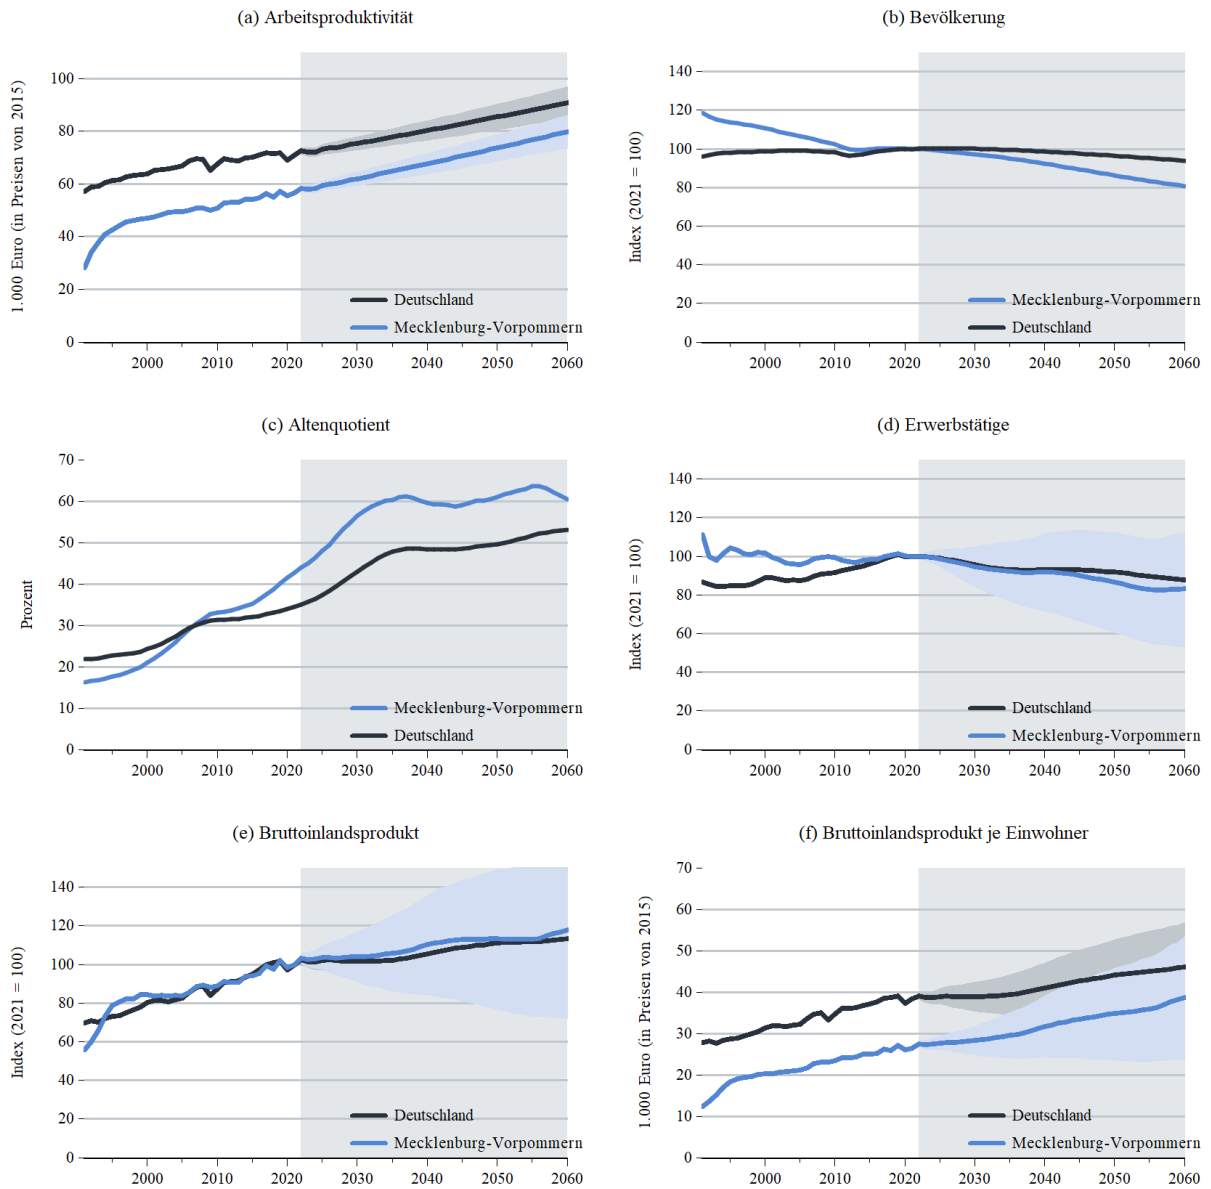 (a) Arbeitsproduktivität
1.000 Euro (in Preisen von 2015)
100
80
60
40
20
0
Deutschland
Mecklenburg-Vorpommern
2000 2010 2020 2030 2040 2050 2060
(b) Bevölkerung
Index (2021 = 100)
140
120
100
80
60
40
20
0
Mecklenburg-Vorpommern
Deutschland
2000 2010 2020 2030 2040 2050 2060
(c) Altenquotient
Prozent
70
60
50
40
30
20
10
0
Mecklenburg-Vorpommern
Deutschland
2000 2010 2020 2030 2040 2050 2060
(d) Erwerbstätige
Index (2021 = 100)
140
120
100
80
60
40
20
0
Deutschland
Mecklenburg-Vorpommern
2000 2010 2020 2030 2040 2050 2060
(e) Bruttoinlandsprodukt
Index (2021 = 100)
140
120
100
80
60
40
20
0
Deutschland
Mecklenburg-Vorpommern
2000 2010 2020 2030 2040 2050 2060
(f) Bruttoinlandsprodukt je Einwohner
1.000 Euro (in Preisen von 2015)
70
60
50
40
30
20
10
0
Deutschland
Mecklenburg-Vorpommern
2000 2010 2020 2030 2040 2050 2060